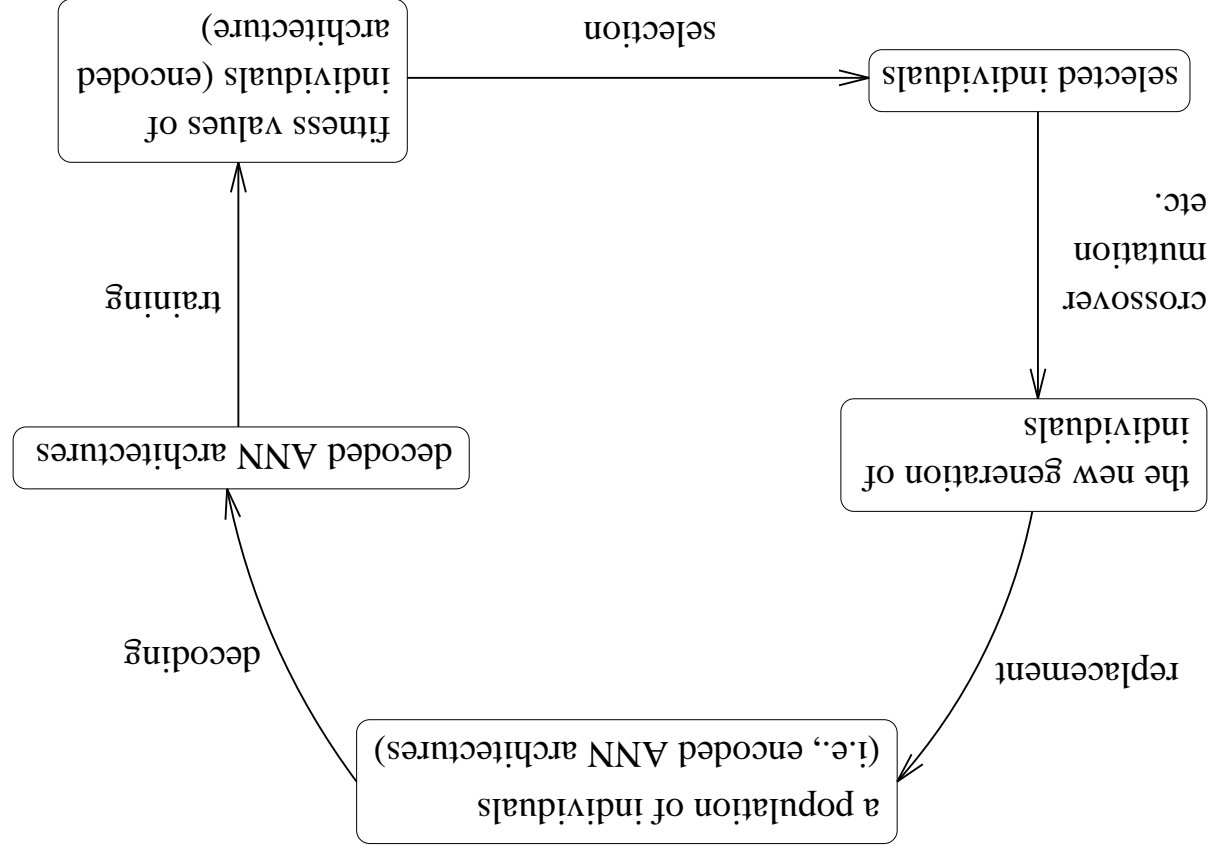 a population of individuals
(i.e., encoded ANN architectures)
replacement
decoding
the new generation of
individuals
decoded ANN architectures
crossover
mutation
etc.
training
fitness values of
individuals (encoded
architecture)
selected individuals
selection